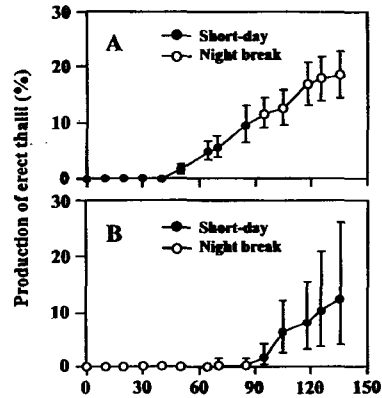 Production of erect thalli (%)
30
A
Short-day
Night break
20
10
0
30
B
Short-day
Night break
20
10
0
0 30 60 90 120 150